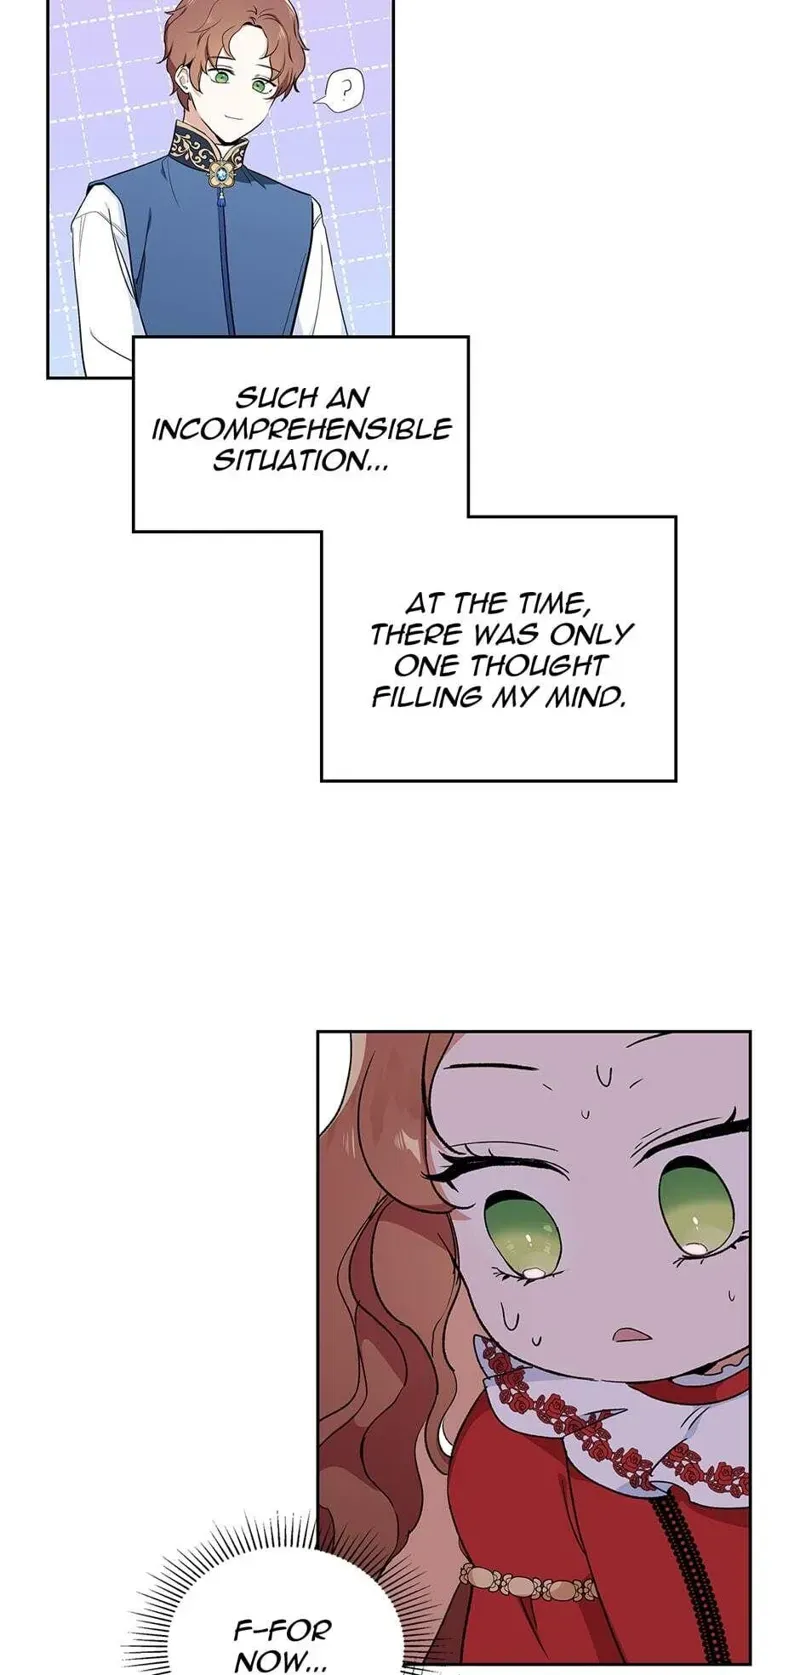 ?
SUCH AN
INCOMPREHENSIBLE
SITUATION...
AT THE TIME,
THERE WAS ONLY
ONE THOUGHT
FILLING MY MIND.
F-FOR
NOW...